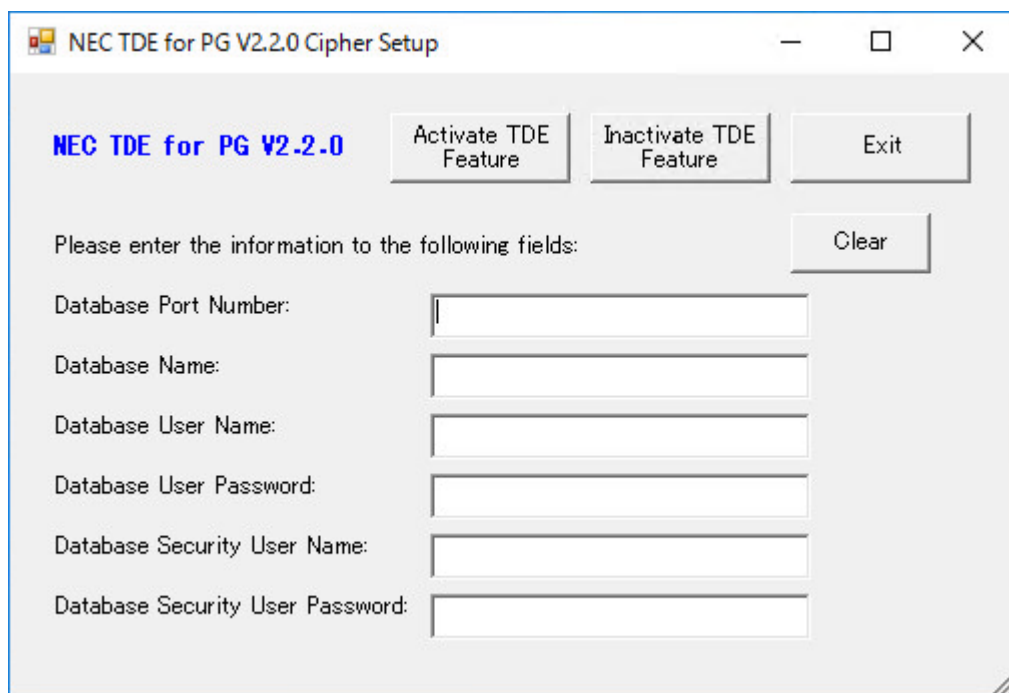 NEC TDE for PG V2.2.0 Cipher Setup
NEC TDE for PG V2.2.0
Activate TDE
Feature
Inactivate TDE
Feature
Exit
Please enter the information to the following fields:
Clear
Database Port Number:
Database Name:
Database User Name:
Database User Password:
Database Security User Name:
Database Security User Password: